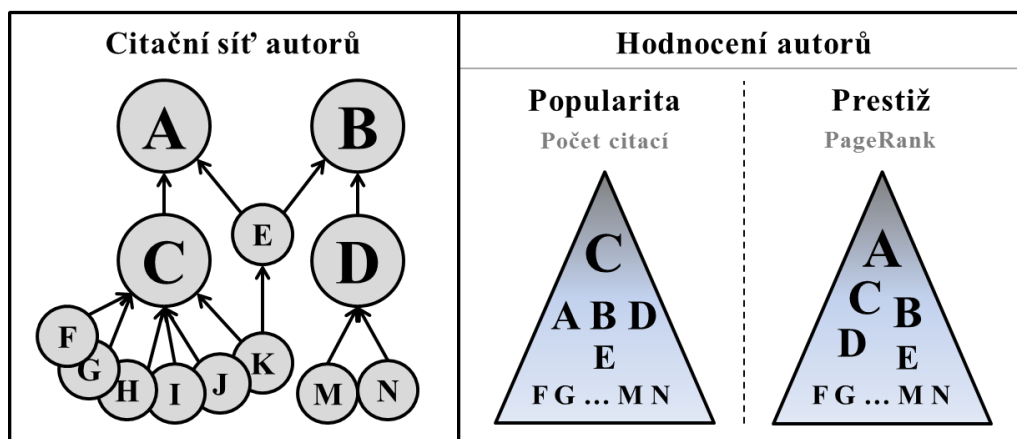 Citační síť autorů
A B
E
C D
F
G
H I J K
M N
Hodnocení autorů
Popularita
Počet citací
C
A B D
E
F G ... M N
Prestiž
PageRank
A
C
B
D
E
F G ... M N